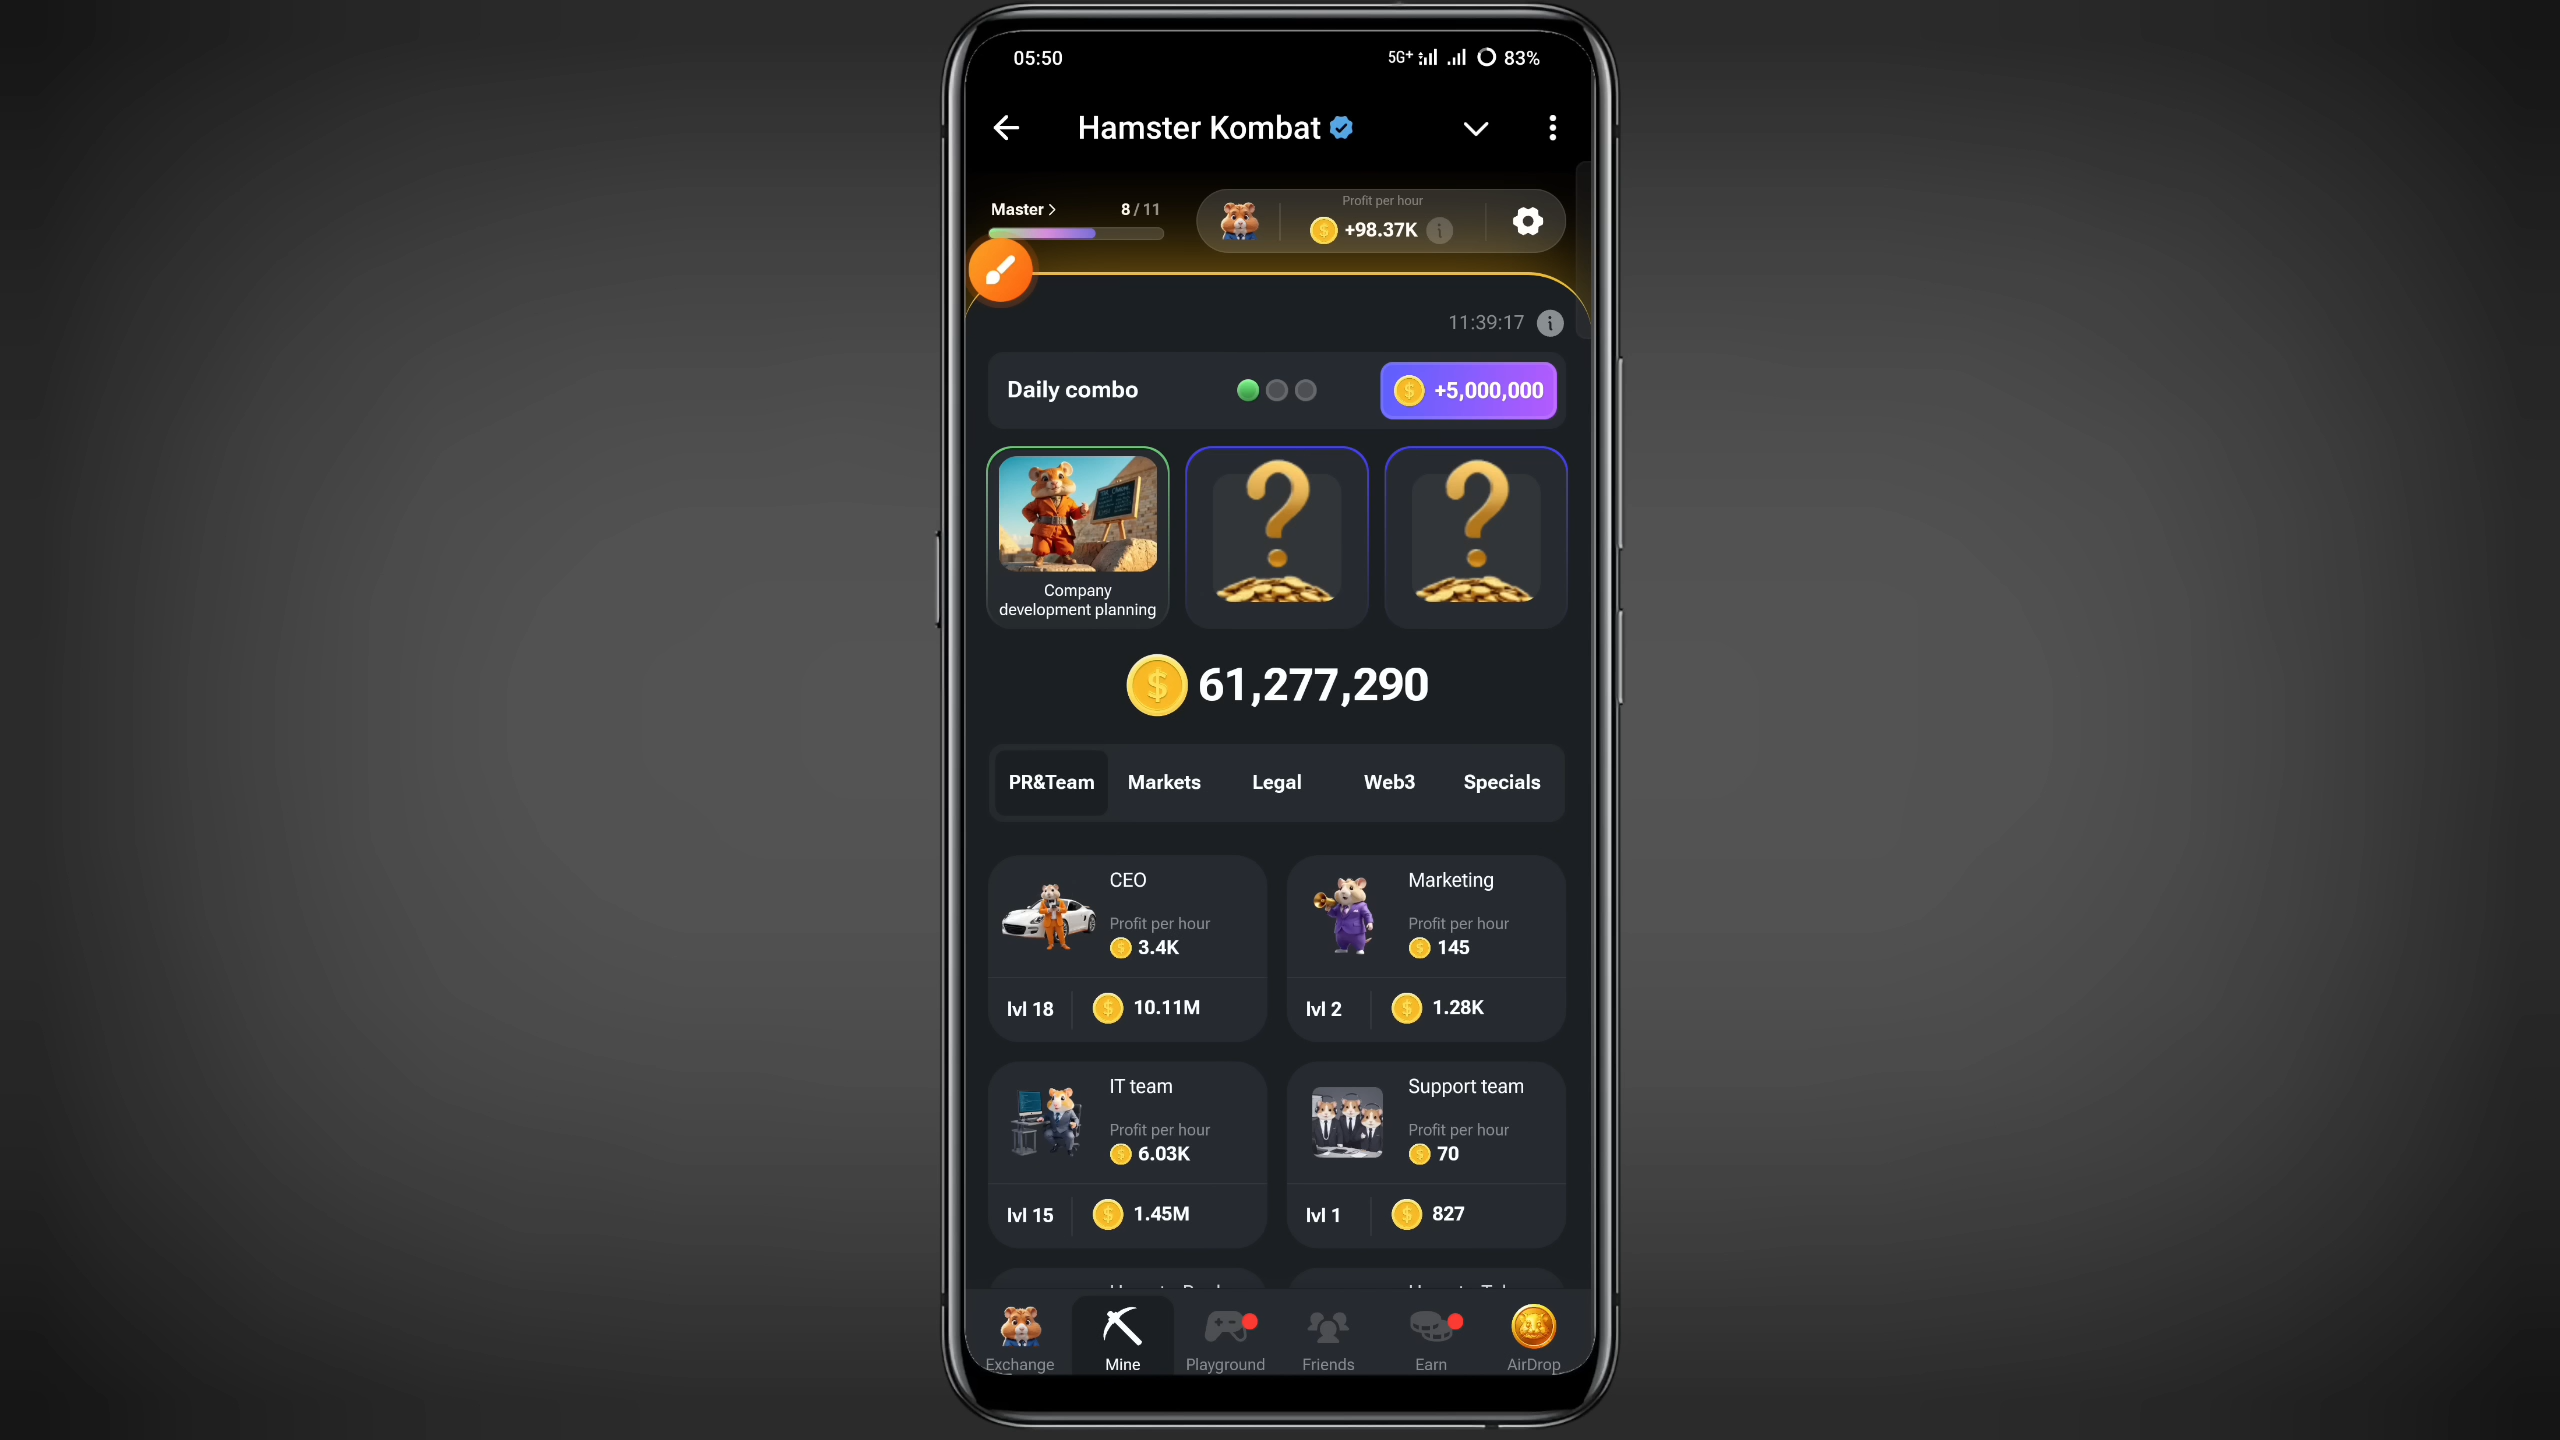 05:50
5G+ 83%
Hamster Kombat
Master >
8 / 11
Profit per hour
+98.37K
11:39:17
Daily combo
+5,000,000
Company
development planning
61,277,290
PR&Team Markets Legal Web3 Specials
CEO
Profit per hour
3.4K
lvl 18
10.11M
Marketing
Profit per hour
145
lvl 2
1.28K
IT team
Profit per hour
6.03K
lvl 15
1.45M
Support team
Profit per hour
70
lvl 1
827
Exchange Mine Playground Friends Earn AirDrop